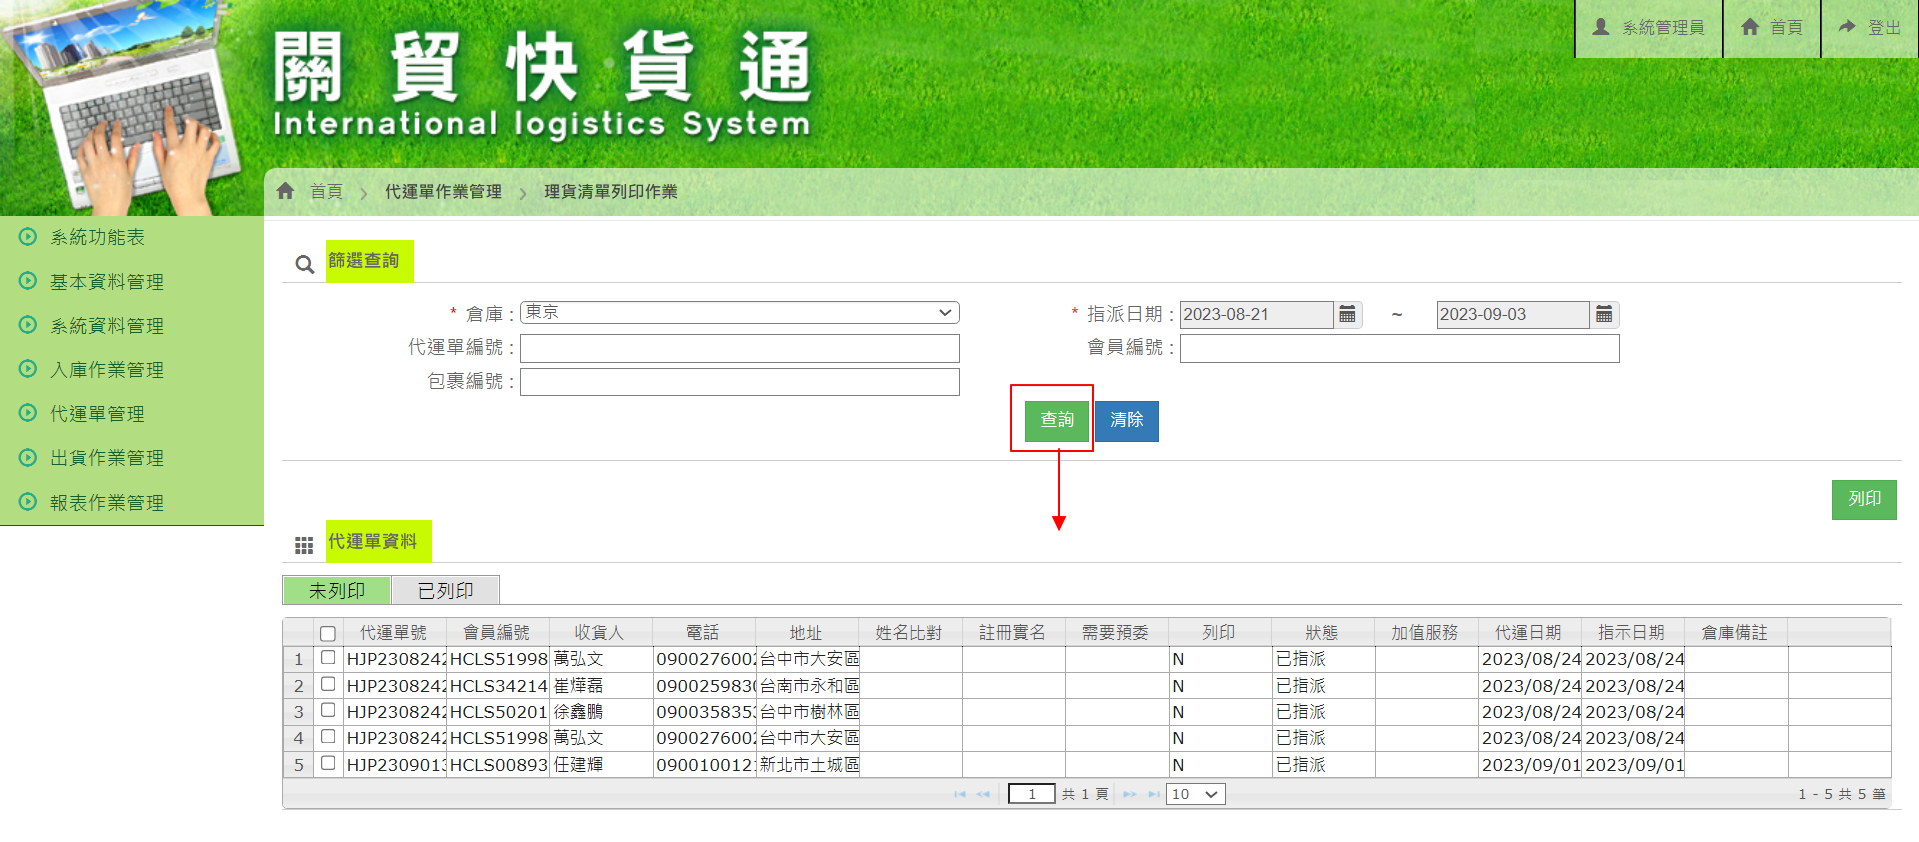 關貿快貨通
International logistics System
系統管理員 首頁 登出
首頁 > 代運單作業管理 > 理貨清單列印作業
系統功能表
基本資料管理
系統資料管理
入庫作業管理
代運單管理
出貨作業管理
報表作業管理
篩選查詢
* 倉庫 : 東京 * 指派日期 : 2023-08-21 ~ 2023-09-03
代運單編號 : 會員編號 :
包裹編號 :
查詢 清除
列印
代運單資料
未列印 已列印
代運單號 會員編號 收貨人 電話 地址 姓名比對 註冊實名 需要預委 列印 狀態 加值服務 代運日期 指示日期 倉庫備註
1 HJP2308242 HCLS51998 萬弘文 090027600 台中市大安區 N 已指派 2023/08/24 2023/08/24
2 HJP2308242 HCLS34214 崔燁磊 090025983 台南市永和區 N 已指派 2023/08/24 2023/08/24
3 HJP2308242 HCLS50201 徐鑫鵬 090035835 台中市樹林區 N 已指派 2023/08/24 2023/08/24
4 HJP2308242 HCLS51998 萬弘文 090027600 台中市大安區 N 已指派 2023/08/24 2023/08/24
5 HJP2309013 HCLS00893 任建輝 090010012 新北市土城區 N 已指派 2023/09/01 2023/09/01
1 共 1 頁 10 1 - 5 共 5 筆